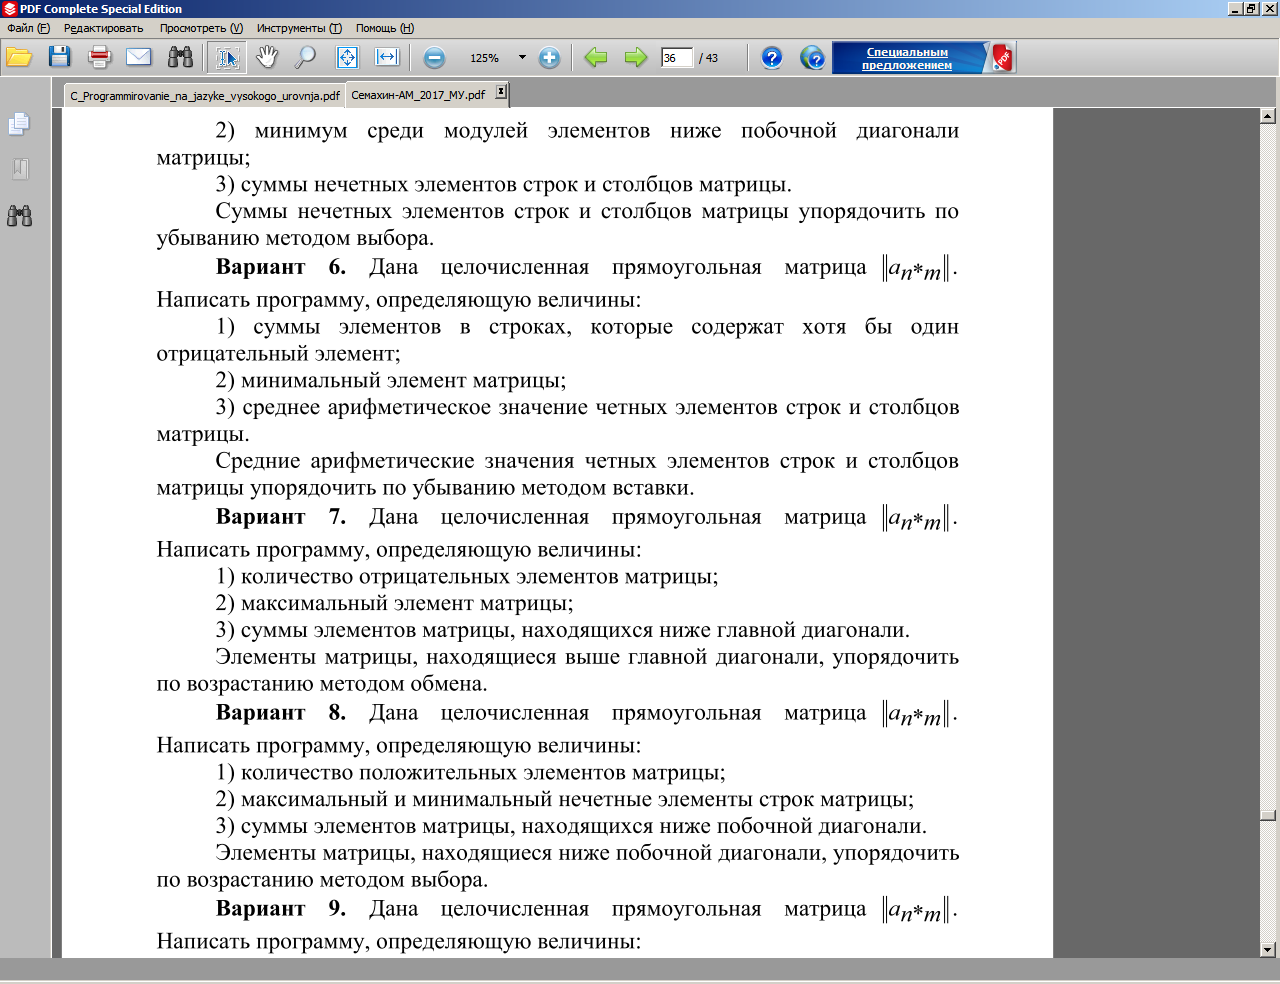 PDF Complete Special Edition
Файл (F) Редактировать Просмотреть (V) Инструменты (T) Помощь (H)
125% 36 / 43 Специальным
предложением PDF
C_Programmirovanie_na_jazyke_vysokogo_urovnja.pdf Семахин-АМ_2017_МУ.pdf x
2) минимум среди модулей элементов ниже побочной диагонали
матрицы;
3) суммы нечетных элементов строк и столбцов матрицы.
Суммы нечетных элементов строк и столбцов матрицы упорядочить по
убыванию методом выбора.
Вариант 6. Дана целочисленная прямоугольная матрица ‖aₙ*ₘ‖.
Написать программу, определяющую величины:
1) суммы элементов в строках, которые содержат хотя бы один
отрицательный элемент;
2) минимальный элемент матрицы;
3) среднее арифметическое значение четных элементов строк и столбцов
матрицы.
Средние арифметические значения четных элементов строк и столбцов
матрицы упорядочить по убыванию методом вставки.
Вариант 7. Дана целочисленная прямоугольная матрица ‖aₙ*ₘ‖.
Написать программу, определяющую величины:
1) количество отрицательных элементов матрицы;
2) максимальный элемент матрицы;
3) суммы элементов матрицы, находящихся ниже главной диагонали.
Элементы матрицы, находящиеся выше главной диагонали, упорядочить
по возрастанию методом обмена.
Вариант 8. Дана целочисленная прямоугольная матрица ‖aₙ*ₘ‖.
Написать программу, определяющую величины:
1) количество положительных элементов матрицы;
2) максимальный и минимальный нечетные элементы строк матрицы;
3) суммы элементов матрицы, находящихся ниже побочной диагонали.
Элементы матрицы, находящиеся ниже побочной диагонали, упорядочить
по возрастанию методом выбора.
Вариант 9. Дана целочисленная прямоугольная матрица ‖aₙ*ₘ‖.
Написать программу, определяющую величины: